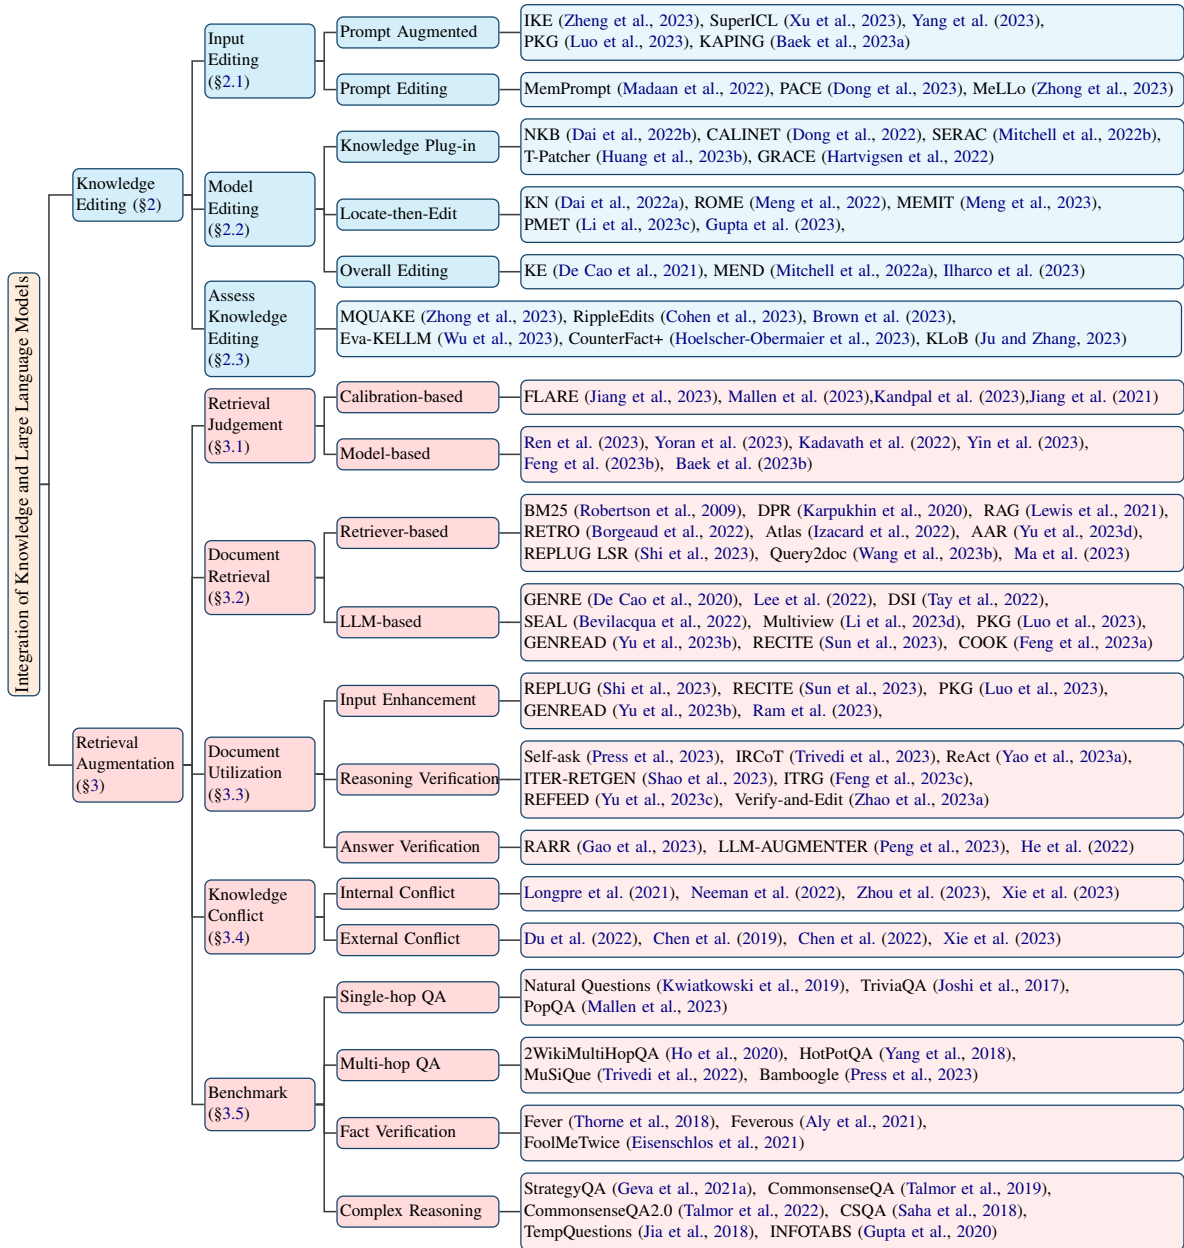 Integration of Knowledge and Large Language Models
Knowledge
Editing (§2)
Input
Editing
(§2.1)
Prompt Augmented
IKE (Zheng et al., 2023), SuperICL (Xu et al., 2023), Yang et al. (2023),
PKG (Luo et al., 2023), KAPING (Baek et al., 2023a)
Prompt Editing
MemPrompt (Madaan et al., 2022), PACE (Dong et al., 2023), MeLLo (Zhong et al., 2023)
Model
Editing
(§2.2)
Knowledge Plug-in
NKB (Dai et al., 2022b), CALINET (Dong et al., 2022), SERAC (Mitchell et al., 2022b),
T-Patcher (Huang et al., 2023b), GRACE (Hartvigsen et al., 2022)
Locate-then-Edit
KN (Dai et al., 2022a), ROME (Meng et al., 2022), MEMIT (Meng et al., 2023),
PMET (Li et al., 2023c), Gupta et al. (2023),
Overall Editing
KE (De Cao et al., 2021), MEND (Mitchell et al., 2022a), Ilharco et al. (2023)
Assess
Knowledge
Editing
(§2.3)
MQUAKE (Zhong et al., 2023), RippleEdits (Cohen et al., 2023), Brown et al. (2023),
Eva-KELLM (Wu et al., 2023), CounterFact+ (Hoelscher-Obermaier et al., 2023), KLoB (Ju and Zhang, 2023)
Retrieval
Augmentation
(§3)
Retrieval
Judgement
(§3.1)
Calibration-based
FLARE (Jiang et al., 2023), Mallen et al. (2023),Kandpal et al. (2023),Jiang et al. (2021)
Model-based
Ren et al. (2023), Yoran et al. (2023), Kadavath et al. (2022), Yin et al. (2023),
Feng et al. (2023b), Baek et al. (2023b)
Document
Retrieval
(§3.2)
Retriever-based
BM25 (Robertson et al., 2009), DPR (Karpukhin et al., 2020), RAG (Lewis et al., 2021),
RETRO (Borgeaud et al., 2022), Atlas (Izacard et al., 2022), AAR (Yu et al., 2023d),
REPLUG LSR (Shi et al., 2023), Query2doc (Wang et al., 2023b), Ma et al. (2023)
LLM-based
GENRE (De Cao et al., 2020), Lee et al. (2022), DSI (Tay et al., 2022),
SEAL (Bevilacqua et al., 2022), Multiview (Li et al., 2023d), PKG (Luo et al., 2023),
GENREAD (Yu et al., 2023b), RECITE (Sun et al., 2023), COOK (Feng et al., 2023a)
Document
Utilization
(§3.3)
Input Enhancement
REPLUG (Shi et al., 2023), RECITE (Sun et al., 2023), PKG (Luo et al., 2023),
GENREAD (Yu et al., 2023b), Ram et al. (2023),
Reasoning Verification
Self-ask (Press et al., 2023), IRCoT (Trivedi et al., 2023), ReAct (Yao et al., 2023a),
ITER-RETGEN (Shao et al., 2023), ITRG (Feng et al., 2023c),
REFEED (Yu et al., 2023c), Verify-and-Edit (Zhao et al., 2023a)
Answer Verification
RARR (Gao et al., 2023), LLM-AUGMENTER (Peng et al., 2023), He et al. (2022)
Knowledge
Conflict
(§3.4)
Internal Conflict
Longpre et al. (2021), Neeman et al. (2022), Zhou et al. (2023), Xie et al. (2023)
External Conflict
Du et al. (2022), Chen et al. (2019), Chen et al. (2022), Xie et al. (2023)
Benchmark
(§3.5)
Single-hop QA
Natural Questions (Kwiatkowski et al., 2019), TriviaQA (Joshi et al., 2017),
PopQA (Mallen et al., 2023)
Multi-hop QA
2WikiMultiHopQA (Ho et al., 2020), HotPotQA (Yang et al., 2018),
MuSiQue (Trivedi et al., 2022), Bamboogle (Press et al., 2023)
Fact Verification
Fever (Thorne et al., 2018), Feverous (Aly et al., 2021),
FoolMeTwice (Eisenschlos et al., 2021)
Complex Reasoning
StrategyQA (Geva et al., 2021a), CommonsenseQA (Talmor et al., 2019),
CommonsenseQA2.0 (Talmor et al., 2022), CSQA (Saha et al., 2018),
TempQuestions (Jia et al., 2018), INFOTABS (Gupta et al., 2020)